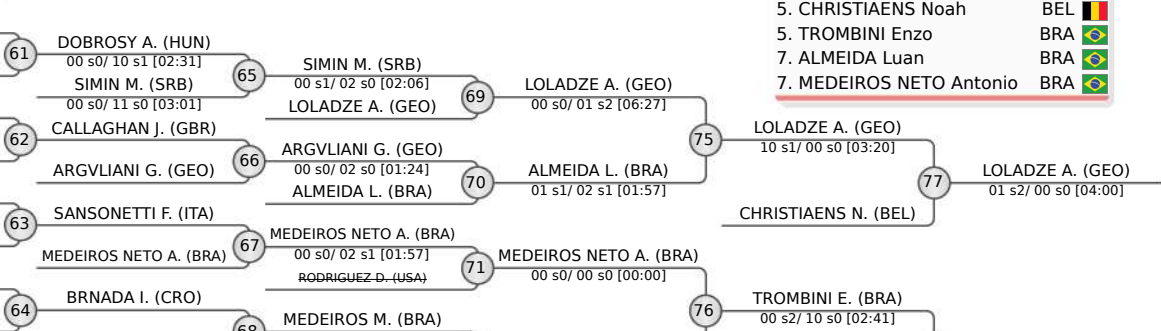 5. CHRISTIAENS Noah BEL
5. TROMBINI Enzo BRA
7. ALMEIDA Luan BRA
7. MEDEIROS NETO Antonio BRA
61
DOBROSY A. (HUN)
00 s0/ 10 s1 [02:31]
SIMIN M. (SRB)
00 s0/ 11 s0 [03:01]
62
CALLAGHAN J. (GBR)
ARGVLIANI G. (GEO)
63
SANSONETTI F. (ITA)
MEDEIROS NETO A. (BRA)
64
BRNADA I. (CRO)
65
SIMIN M. (SRB)
00 s1/ 02 s0 [02:06]
LOLADZE A. (GEO)
66
ARGVLIANI G. (GEO)
00 s0/ 02 s0 [01:24]
ALMEIDA L. (BRA)
67
MEDEIROS NETO A. (BRA)
00 s0/ 02 s1 [01:57]
RODRIGUEZ D. (USA)
68
MEDEIROS M. (BRA)
69
LOLADZE A. (GEO)
00 s0/ 01 s2 [06:27]
70
ALMEIDA L. (BRA)
01 s1/ 02 s1 [01:57]
71
MEDEIROS NETO A. (BRA)
00 s0/ 00 s0 [00:00]
75
LOLADZE A. (GEO)
10 s1/ 00 s0 [03:20]
CHRISTIAENS N. (BEL)
76
TROMBINI E. (BRA)
00 s2/ 10 s0 [02:41]
77
LOLADZE A. (GEO)
01 s2/ 00 s0 [04:00]